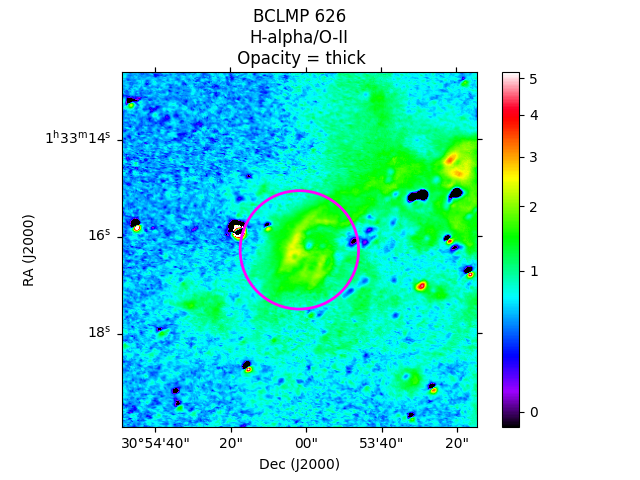 BCLMP 626
H-alpha/O-II
Opacity = thick
1ʰ33ᵐ14ˢ
16ˢ
18ˢ
RA (J2000)
30°54'40" 20" 00" 53'40" 20"
Dec (J2000)
5
4
3
2
1
0